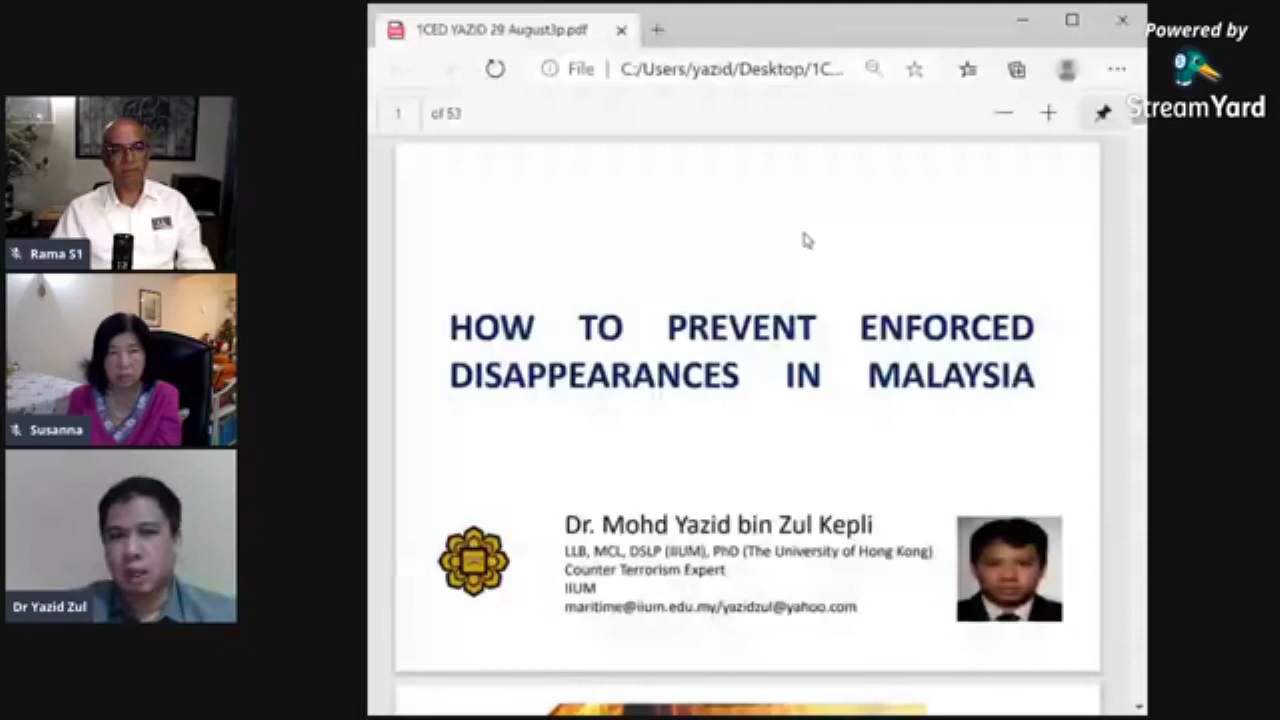 1CED YAZID 29 August3p.pdf
Powered by
StreamYard
File | C:/Users/yazid/Desktop/1C...
1 of 53
HOW TO PREVENT ENFORCED
DISAPPEARANCES IN MALAYSIA
Rama S1
Susanna
Dr Yazid Zul
Dr. Mohd Yazid bin Zul Kepli
LLB, MCL, DSLP (IIUM), PhD (The University of Hong Kong)
Counter Terrorism Expert
IIUM
maritime@iium.edu.my/yazidzul@yahoo.com